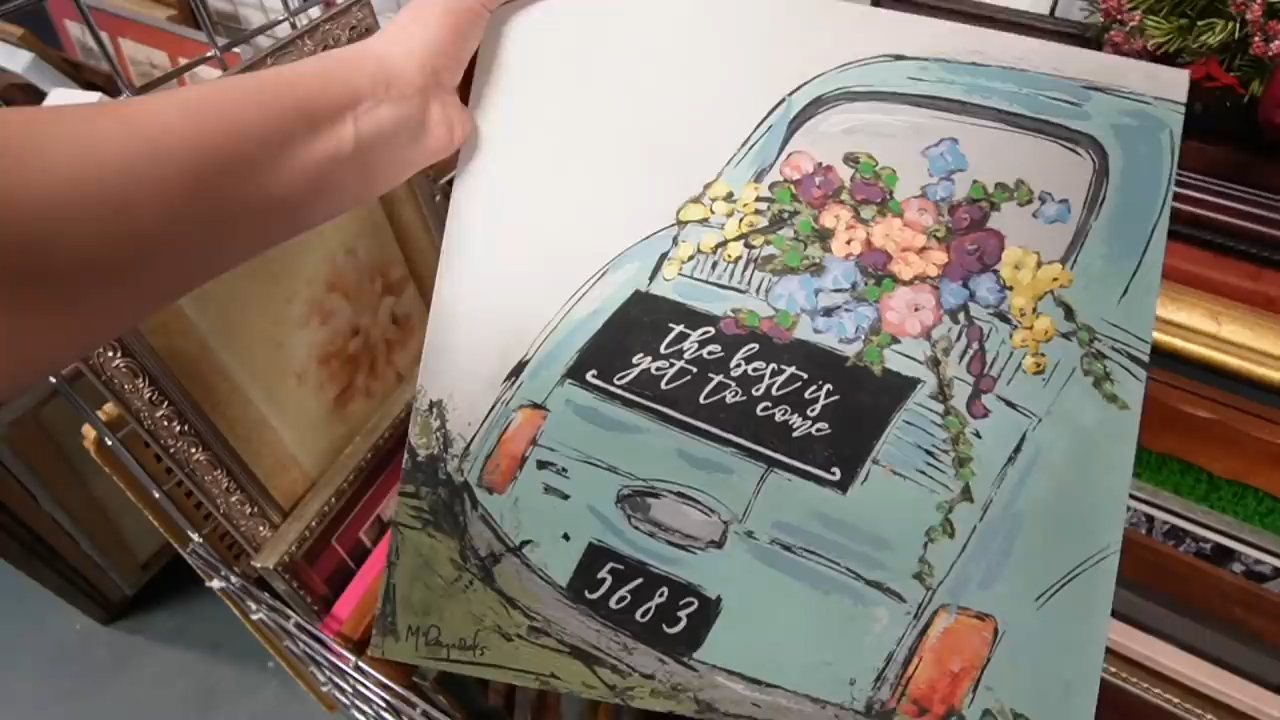 the best is
yet to come
5683